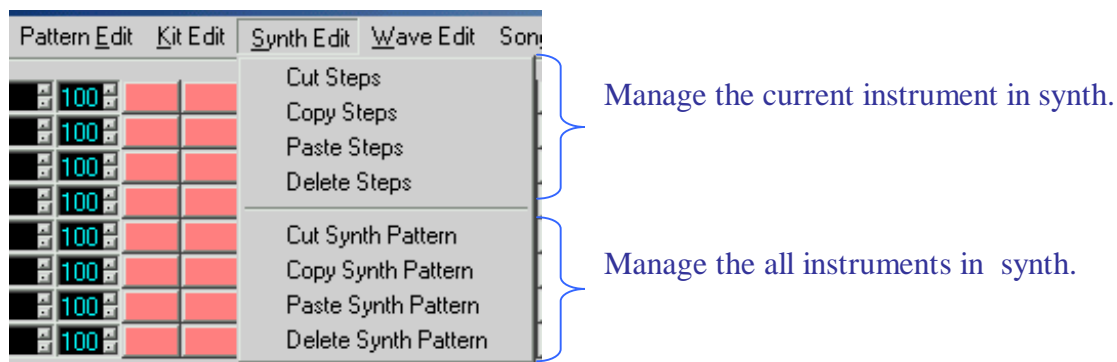 Pattern Edit Kit Edit Synth Edit Wave Edit
Cut Steps
Copy Steps
Paste Steps
Delete Steps
Cut Synth Pattern
Copy Synth Pattern
Paste Synth Pattern
Delete Synth Pattern
100
100
100
100
100
100
100
100
Manage the current instrument in synth.
Manage the all instruments in synth.